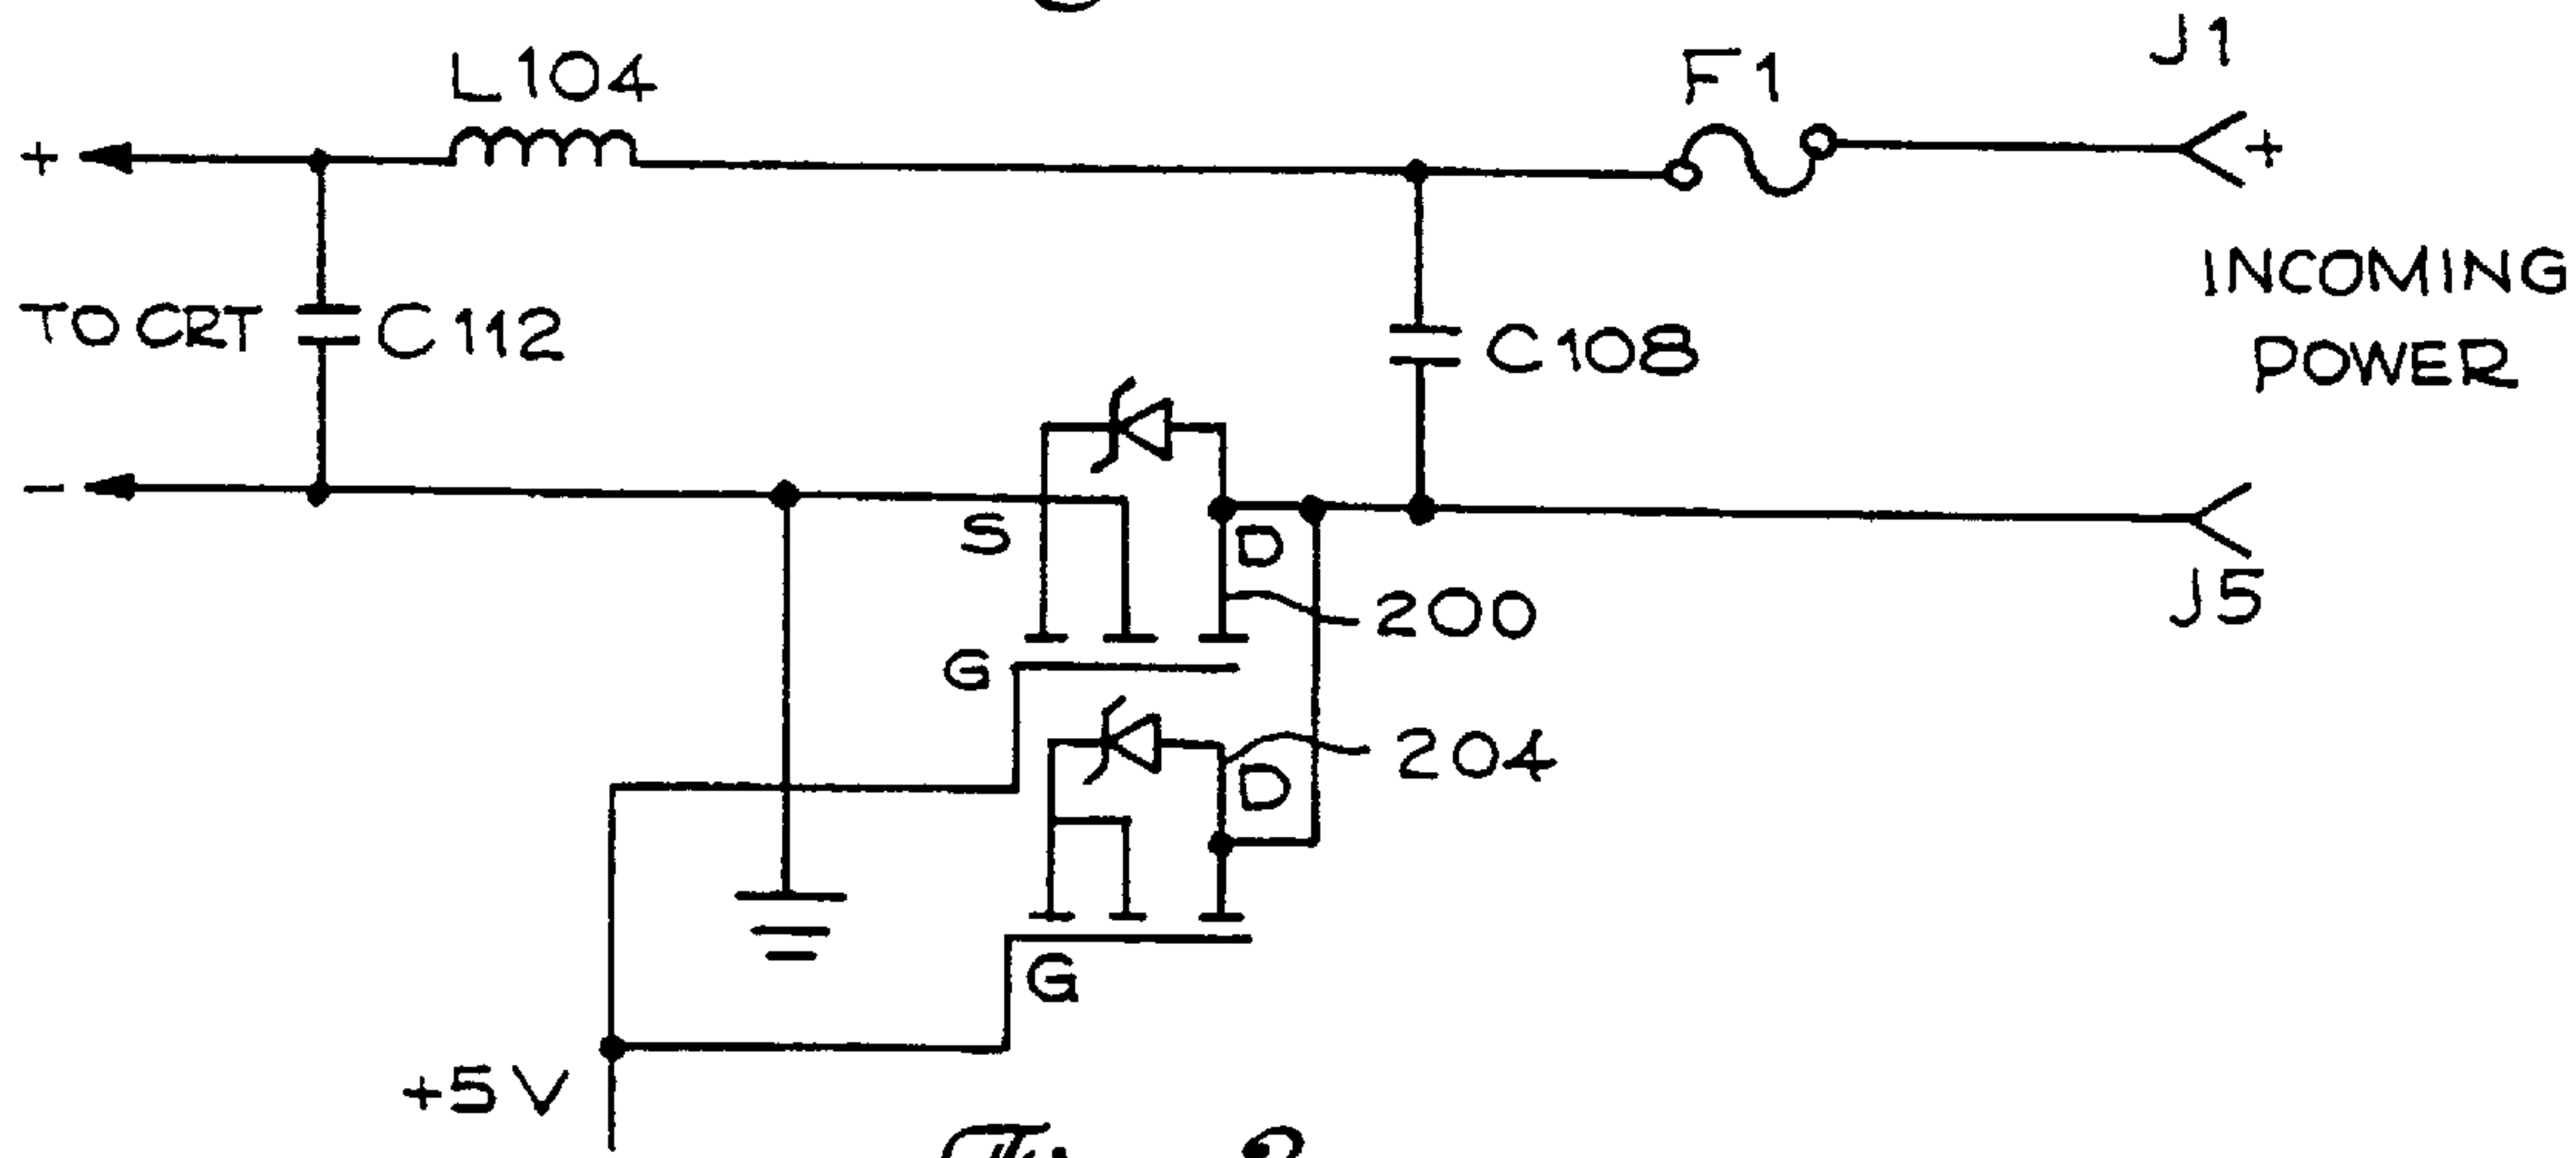 J1
L104
F1
+
+
INCOMING
POWER
TO CRT
C112
C108
-
S
D
200
J5
G
204
D
G
+5V